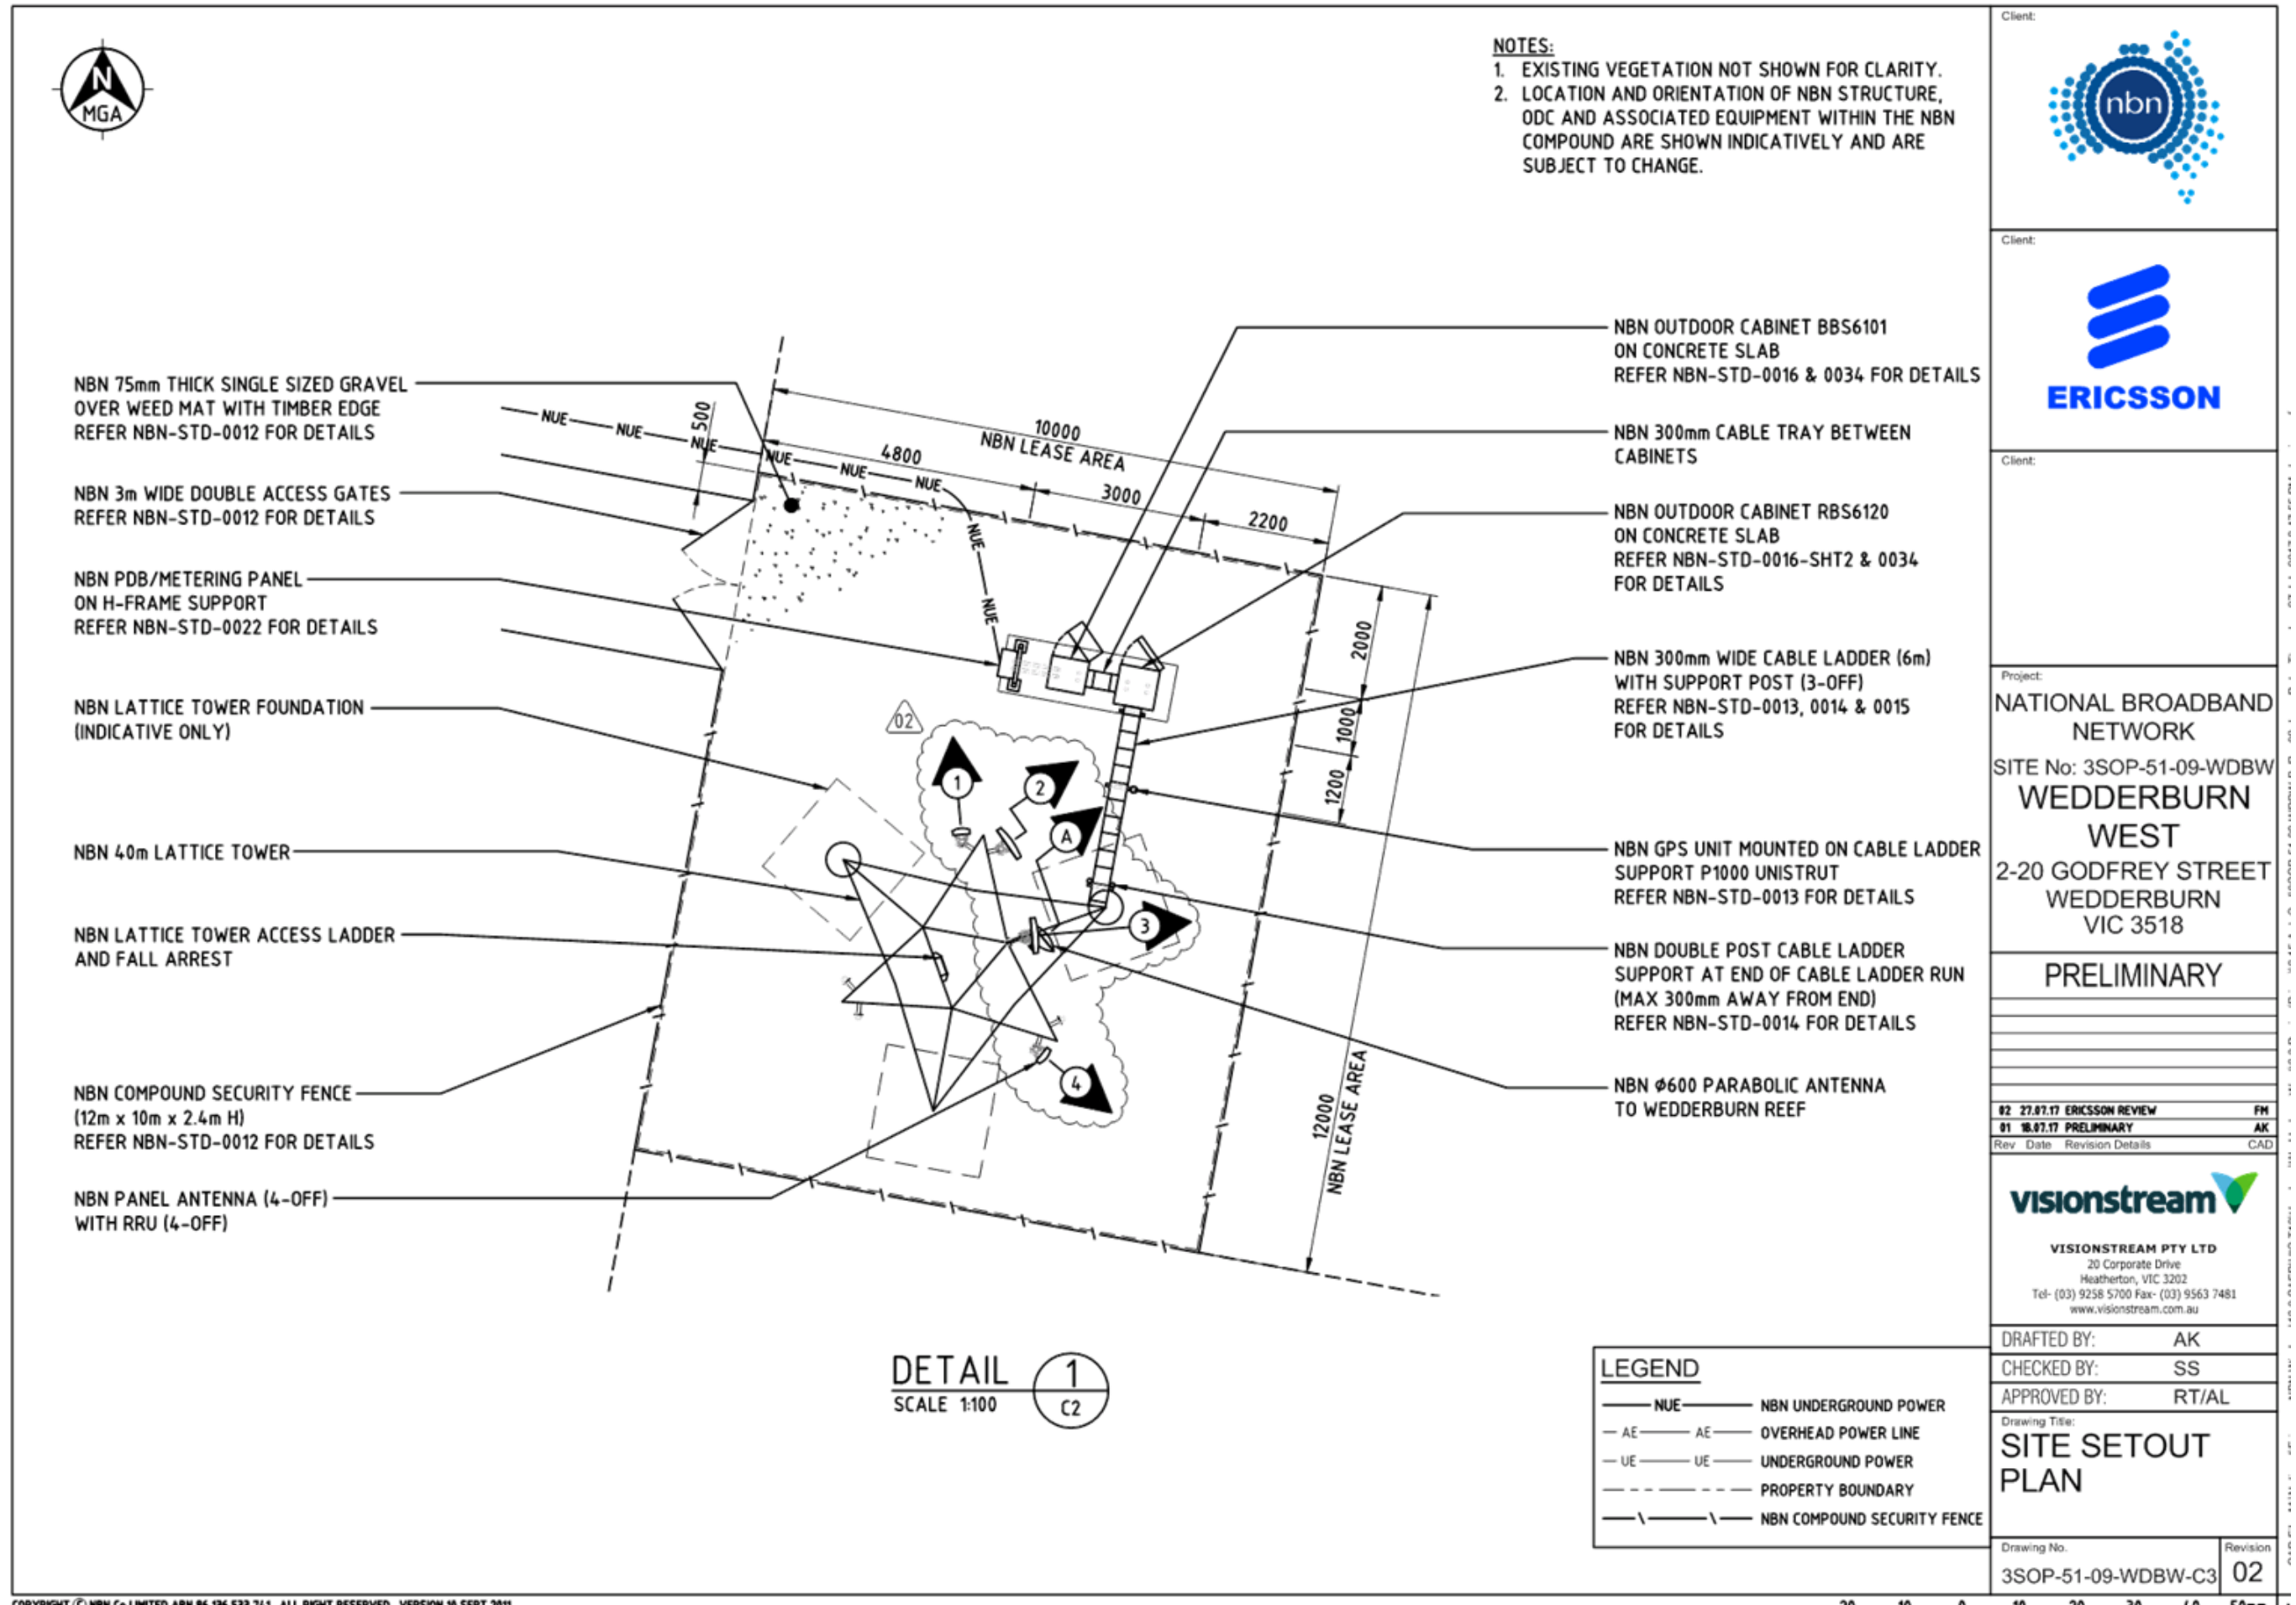 N
MGA
NOTES:
1. EXISTING VEGETATION NOT SHOWN FOR CLARITY.
2. LOCATION AND ORIENTATION OF NBN STRUCTURE,
ODC AND ASSOCIATED EQUIPMENT WITHIN THE NBN
COMPOUND ARE SHOWN INDICATIVELY AND ARE
SUBJECT TO CHANGE.
NBN 75mm THICK SINGLE SIZED GRAVEL
OVER WEED MAT WITH TIMBER EDGE
REFER NBN-STD-0012 FOR DETAILS
NBN 3m WIDE DOUBLE ACCESS GATES
REFER NBN-STD-0012 FOR DETAILS
NBN PDB/METERING PANEL
ON H-FRAME SUPPORT
REFER NBN-STD-0022 FOR DETAILS
NBN LATTICE TOWER FOUNDATION
(INDICATIVE ONLY)
NBN 40m LATTICE TOWER
NBN LATTICE TOWER ACCESS LADDER
AND FALL ARREST
NBN COMPOUND SECURITY FENCE
(12m x 10m x 2.4m H)
REFER NBN-STD-0012 FOR DETAILS
NBN PANEL ANTENNA (4-OFF)
WITH RRU (4-OFF)
NUE
NUE
NUE
NUE
NUE
NUE
NUE
NUE
500
10000
NBN LEASE AREA
4800
3000
2200
2000
1000
1200
12000
NBN LEASE AREA
02
1
2
A
3
4
NBN OUTDOOR CABINET BBS6101
ON CONCRETE SLAB
REFER NBN-STD-0016 & 0034 FOR DETAILS
NBN 300mm CABLE TRAY BETWEEN
CABINETS
NBN OUTDOOR CABINET RBS6120
ON CONCRETE SLAB
REFER NBN-STD-0016-SHT2 & 0034
FOR DETAILS
NBN 300mm WIDE CABLE LADDER (6m)
WITH SUPPORT POST (3-OFF)
REFER NBN-STD-0013, 0014 & 0015
FOR DETAILS
NBN GPS UNIT MOUNTED ON CABLE LADDER
SUPPORT P1000 UNISTRUT
REFER NBN-STD-0013 FOR DETAILS
NBN DOUBLE POST CABLE LADDER
SUPPORT AT END OF CABLE LADDER RUN
(MAX 300mm AWAY FROM END)
REFER NBN-STD-0014 FOR DETAILS
NBN Ø600 PARABOLIC ANTENNA
TO WEDDERBURN REEF
DETAIL
SCALE 1:100
1
C2
LEGEND
NUE NBN UNDERGROUND POWER
AE AE OVERHEAD POWER LINE
UE UE UNDERGROUND POWER
PROPERTY BOUNDARY
NBN COMPOUND SECURITY FENCE
Client:
nbn
Client:
ERICSSON
Client:
Project:
NATIONAL BROADBAND
NETWORK
SITE No: 3SOP-51-09-WDBW
WEDDERBURN
WEST
2-20 GODFREY STREET
WEDDERBURN
VIC 3518
PRELIMINARY
02 27.07.17 ERICSSON REVIEW FM
01 18.07.17 PRELIMINARY AK
Rev Date Revision Details CAD
visionstream
VISIONSTREAM PTY LTD
20 Corporate Drive
Heatherton, VIC 3202
Tel- (03) 9258 5700 Fax- (03) 9563 7481
www.visionstream.com.au
DRAFTED BY: AK
CHECKED BY: SS
APPROVED BY: RT/AL
Drawing Title:
SITE SETOUT
PLAN
Drawing No. Revision
3SOP-51-09-WDBW-C3 02